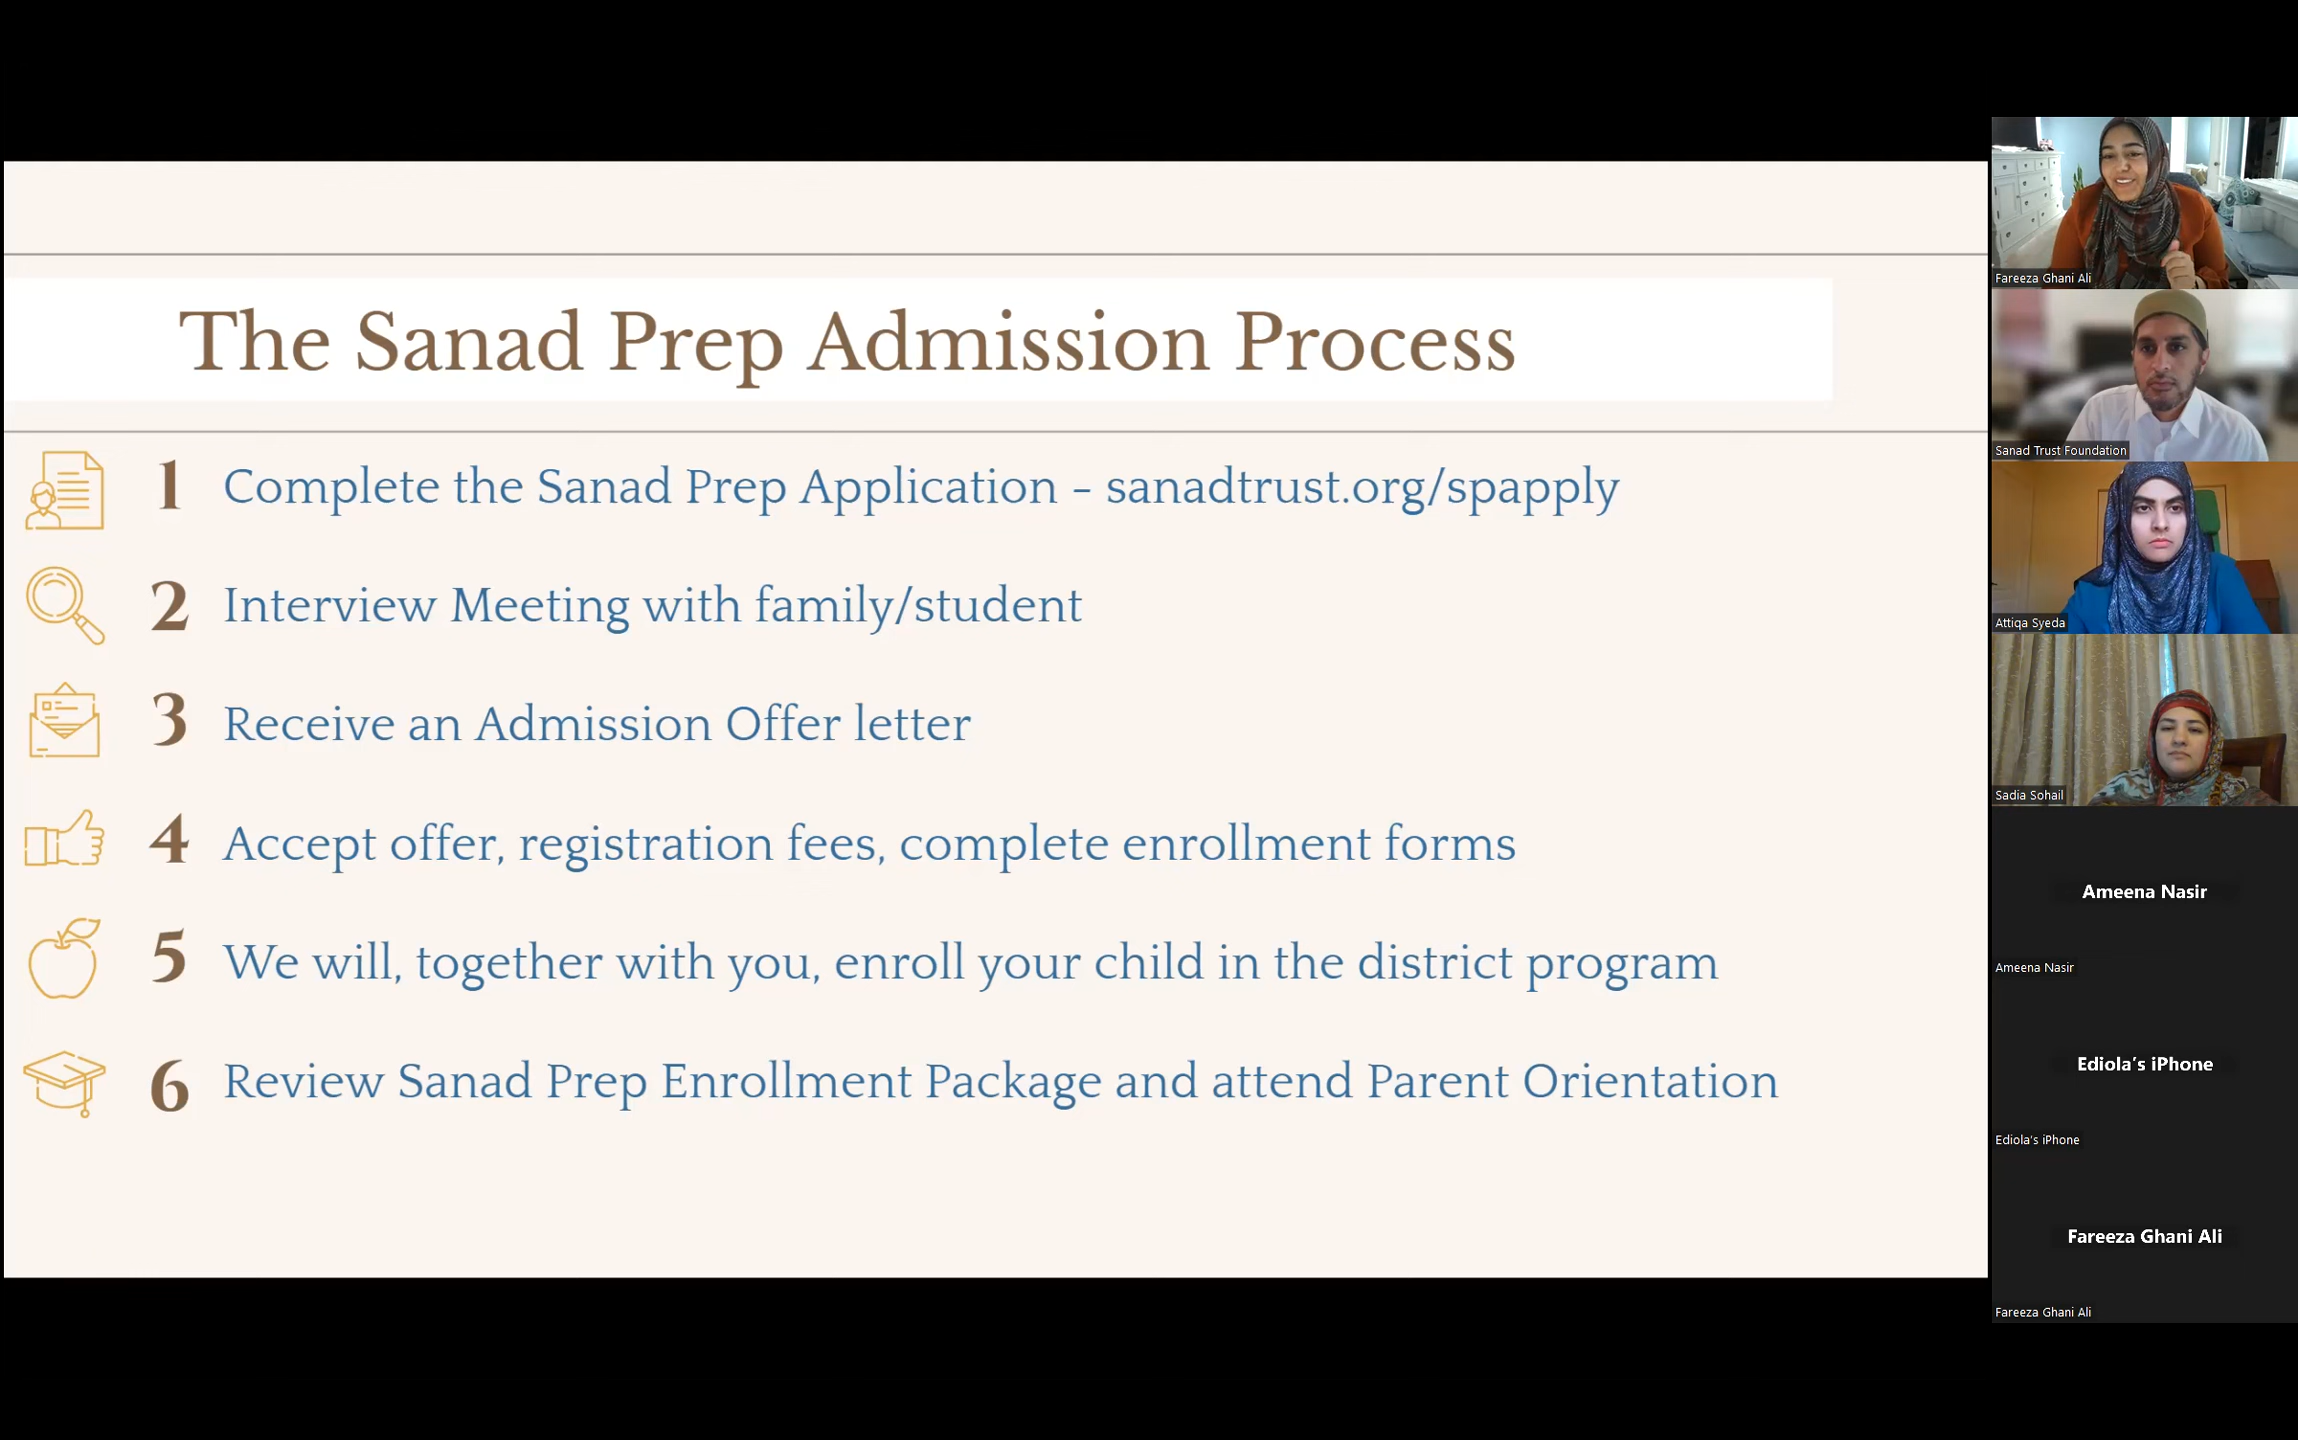 The Sanad Prep Admission Process
1 Complete the Sanad Prep Application - sanadtrust.org/spapply
2 Interview Meeting with family/student
3 Receive an Admission Offer letter
4 Accept offer, registration fees, complete enrollment forms
5 We will, together with you, enroll your child in the district program
6 Review Sanad Prep Enrollment Package and attend Parent Orientation
Fareeza Ghani Ali
Sanad Trust Foundation
Attiqa Syeda
Sadia Sohail
Ameena Nasir
Ameena Nasir
Ediola's iPhone
Ediola's iPhone
Fareeza Ghani Ali
Fareeza Ghani Ali